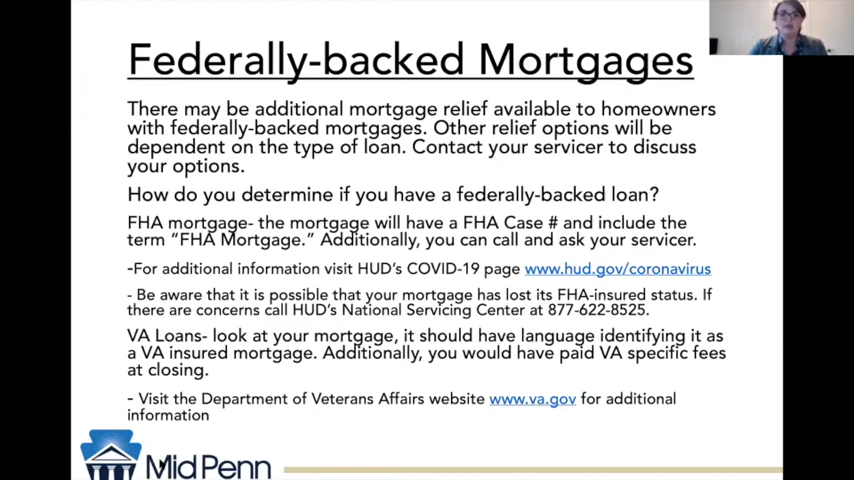 Federally-backed Mortgages
There may be additional mortgage relief available to homeowners
with federally-backed mortgages. Other relief options will be
dependent on the type of loan. Contact your servicer to discuss
your options.
How do you determine if you have a federally-backed loan?
FHA mortgage- the mortgage will have a FHA Case # and include the
term “FHA Mortgage.” Additionally, you can call and ask your servicer.
-For additional information visit HUD’s COVID-19 page www.hud.gov/coronavirus
- Be aware that it is possible that your mortgage has lost its FHA-insured status. If
there are concerns call HUD’s National Servicing Center at 877-622-8525.
VA Loans- look at your mortgage, it should have language identifying it as
a VA insured mortgage. Additionally, you would have paid VA specific fees
at closing.
- Visit the Department of Veterans Affairs website www.va.gov for additional
information
MidPenn